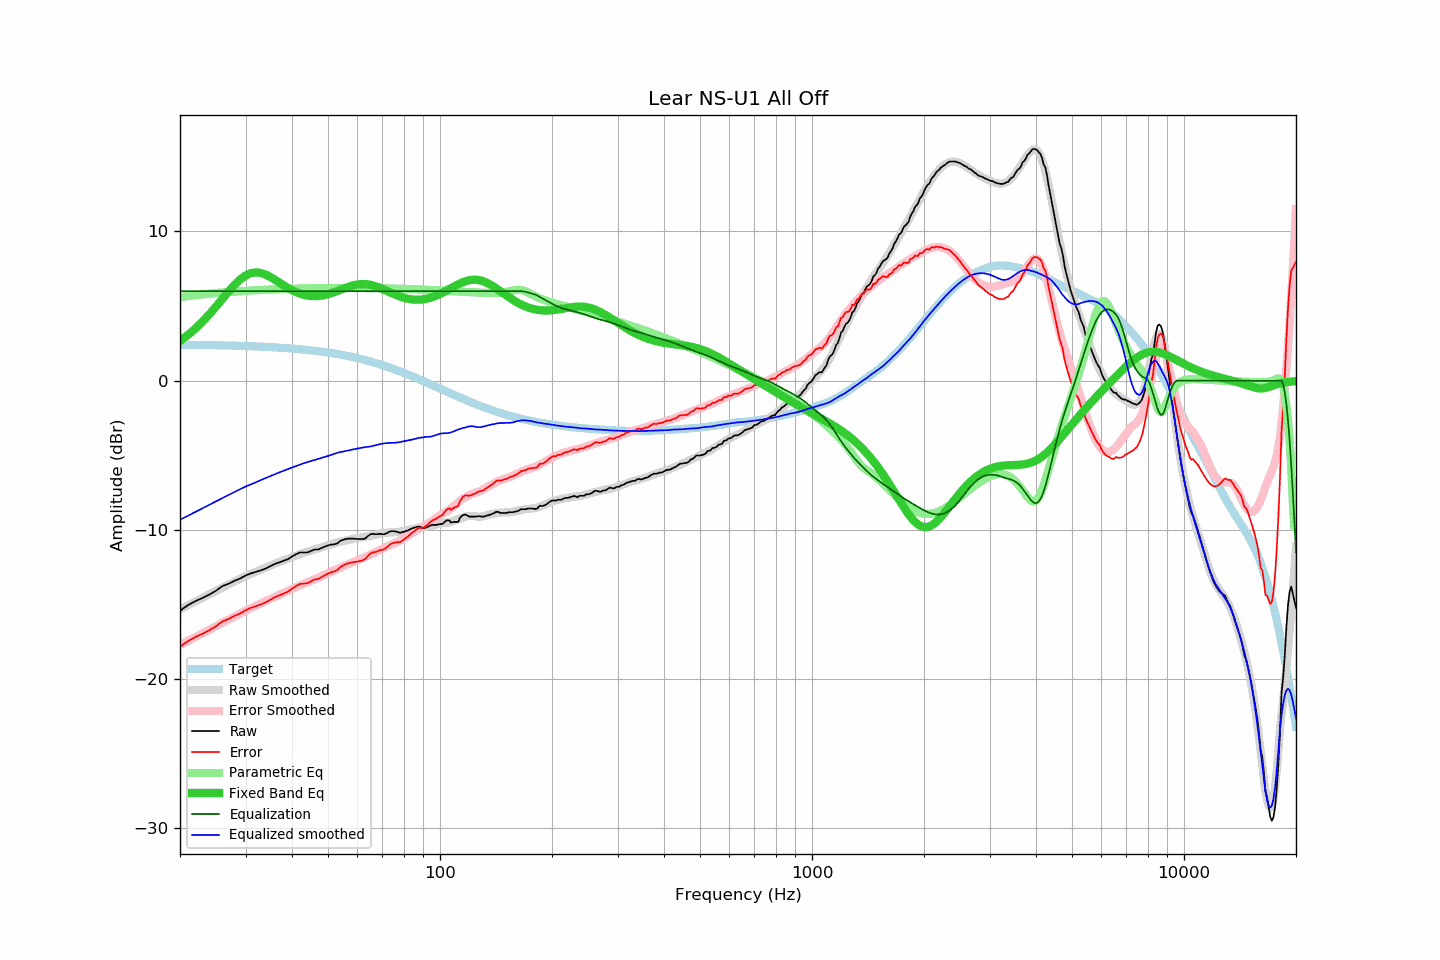 Lear NS-U1 All Off
Amplitude (dBr)
10
0
−10
−20
−30
Target
Raw Smoothed
Error Smoothed
Raw
Error
Parametric Eq
Fixed Band Eq
Equalization
Equalized smoothed
100
1000
10000
Frequency (Hz)